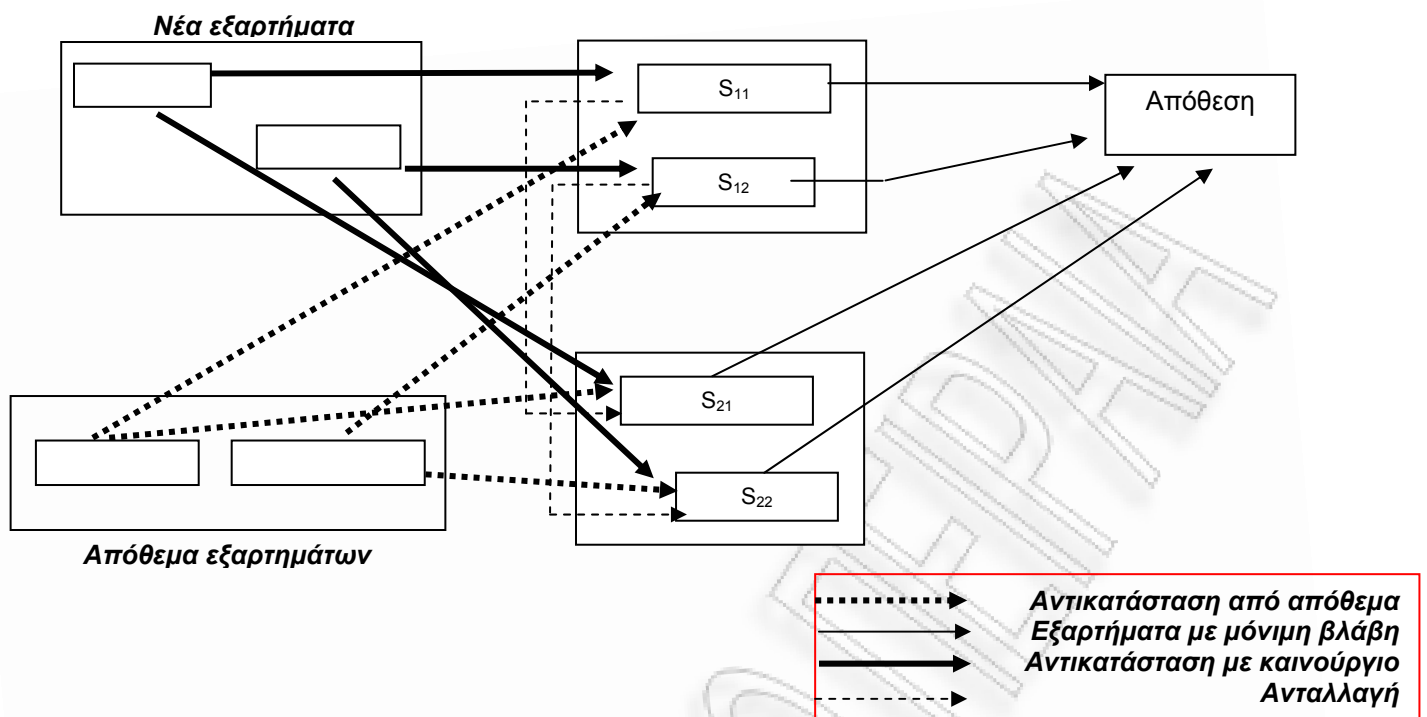 Νέα εξαρτήματα
S₁₁
Απόθεση
S₁₂
S₂₁
S₂₂
Απόθεμα εξαρτημάτων
Αντικατάσταση από απόθεμα
Εξαρτήματα με μόνιμη βλάβη
Αντικατάσταση με καινούργιο
Ανταλλαγή